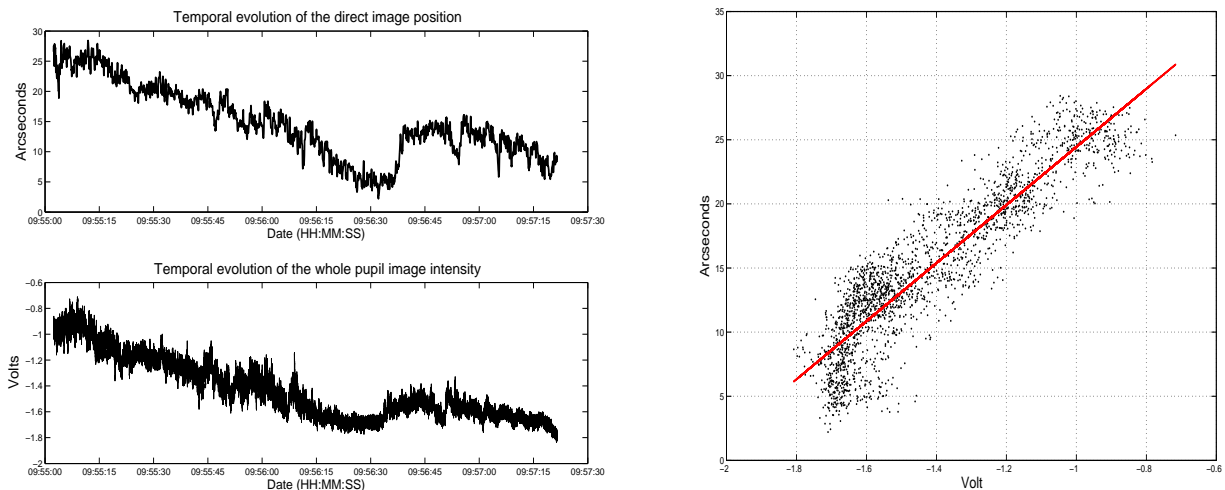 Temporal evolution of the direct image position
30
25
20
15
10
5
0
Arcseconds
09:55:00 09:55:15 09:55:30 09:55:45 09:56:00 09:56:15 09:56:30 09:56:45 09:57:00 09:57:15 09:57:30
Date (HH:MM:SS)
Temporal evolution of the whole pupil image intensity
−0.6
−0.8
−1
−1.2
−1.4
−1.6
−1.8
−2
Volts
09:55:00 09:55:15 09:55:30 09:55:45 09:56:00 09:56:15 09:56:30 09:56:45 09:57:00 09:57:15 09:57:30
Date (HH:MM:SS)
35
30
25
20
15
10
5
0
Arcseconds
−2 −1.8 −1.6 −1.4 −1.2 −1 −0.8 −0.6
Volt